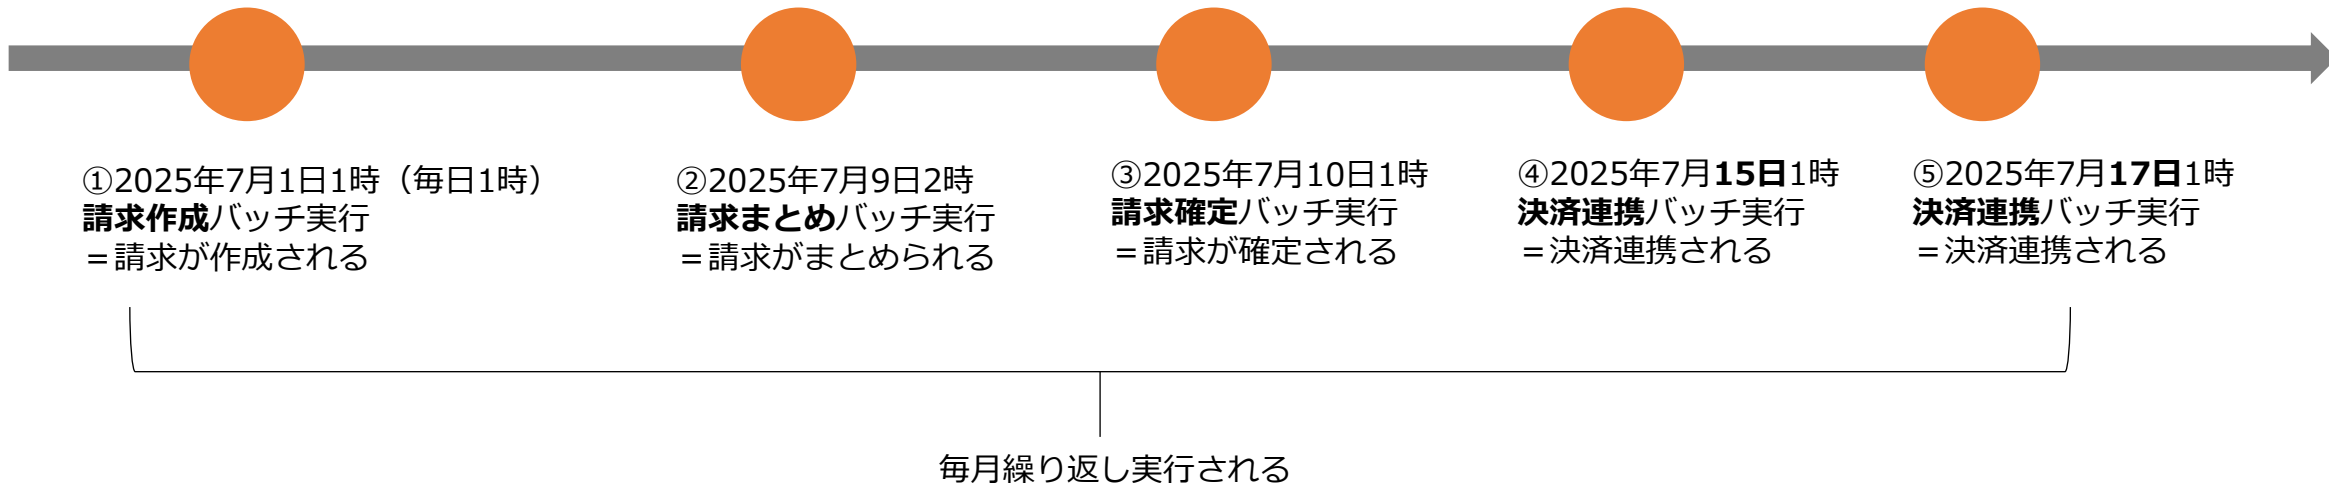 ①2025年7月1日1時（毎日1時）
請求作成バッチ実行
＝請求が作成される
②2025年7月9日2時
請求まとめバッチ実行
＝請求がまとめられる
③2025年7月10日1時
請求確定バッチ実行
＝請求が確定される
④2025年7月15日1時
決済連携バッチ実行
＝決済連携される
⑤2025年7月17日1時
決済連携バッチ実行
＝決済連携される
毎月繰り返し実行される